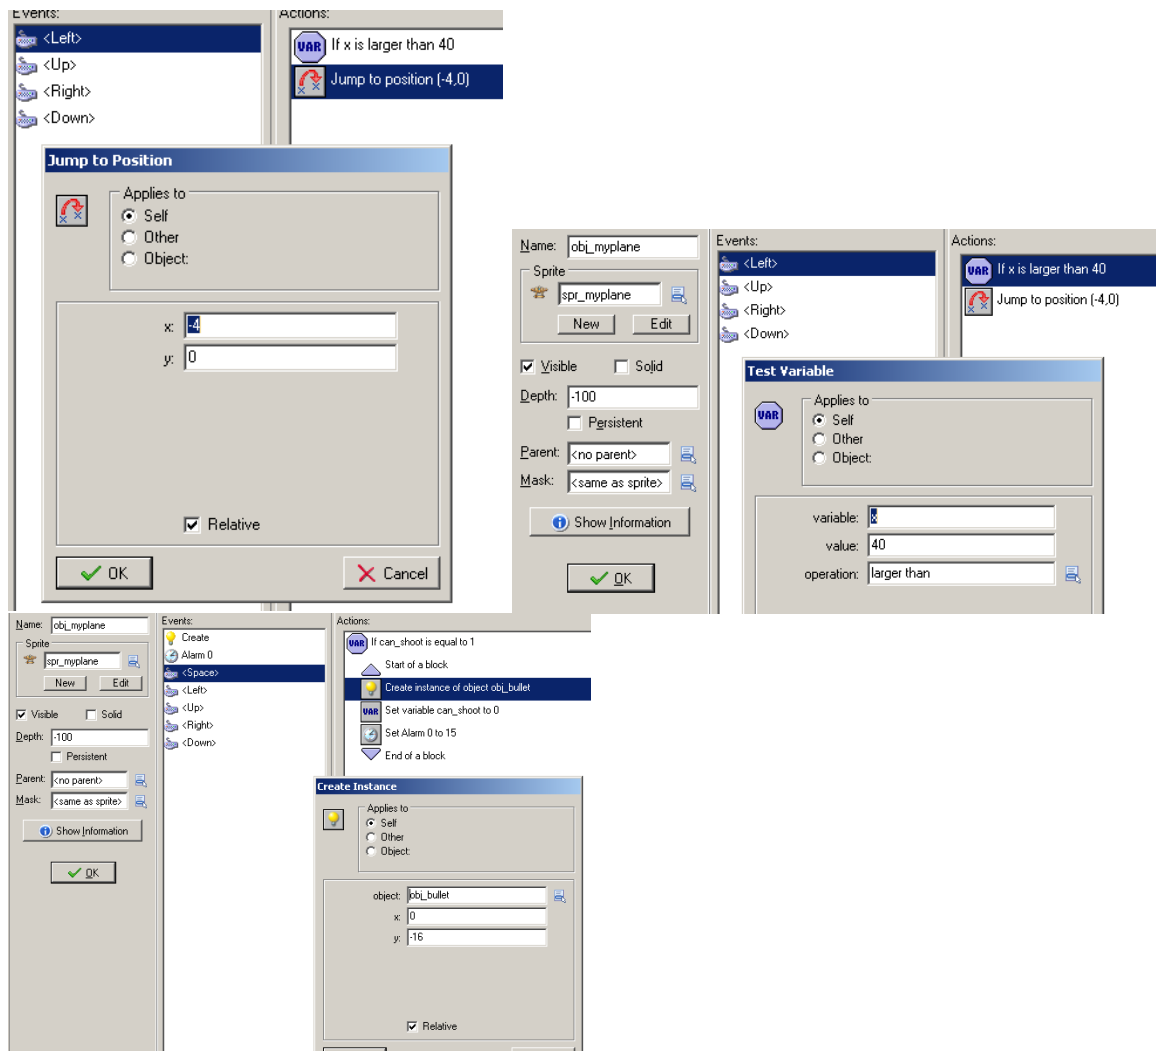 Events:
Actions:
<Left>
<Up>
<Right>
<Down>
If x is larger than 40
Jump to position (-4,0)
Jump to Position
Applies to
Self
Other
Object:
x: -4
y: 0
Relative
OK
Cancel
Name: obj_myplane
Sprite
spr_myplane
New
Edit
Visible
Solid
Depth: -100
Persistent
Parent: <no parent>
Mask: <same as sprite>
Show Information
OK
Events:
<Left>
<Up>
<Right>
<Down>
Actions:
VAR If x is larger than 40
Jump to position (-4,0)
Test Variable
VAR
Applies to
Self
Other
Object:
variable: x
value: 40
operation: larger than
Name: obj_myplane
Sprite
spr_myplane
New
Edit
Visible
Solid
Depth: -100
Persistent
Parent: <no parent>
Mask: <same as sprite>
Show Information
OK
Events:
Create
Alarm 0
<Space>
<Left>
<Up>
<Right>
<Down>
Actions:
VAR If can_shoot is equal to 1
Start of a block
Create instance of object obj_bullet
VAR Set variable can_shoot to 0
Set Alarm 0 to 15
End of a block
Create Instance
Applies to
Self
Other
Object:
object: obj_bullet
x: 0
y: -16
Relative